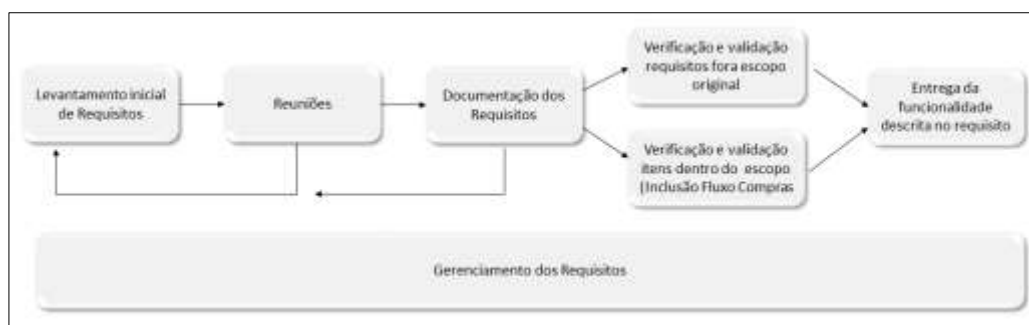 Levantamento inicial
de Requisitos
Reuniões
Documentação dos
Requisitos
Verificação e validação
requisitos fora escopo
original
Verificação e validação
itens dentro do escopo
(Inclusão Fluxo Compras
Entrega da
funcionalidade
descrita no requisito
Gerenciamento dos Requisitos